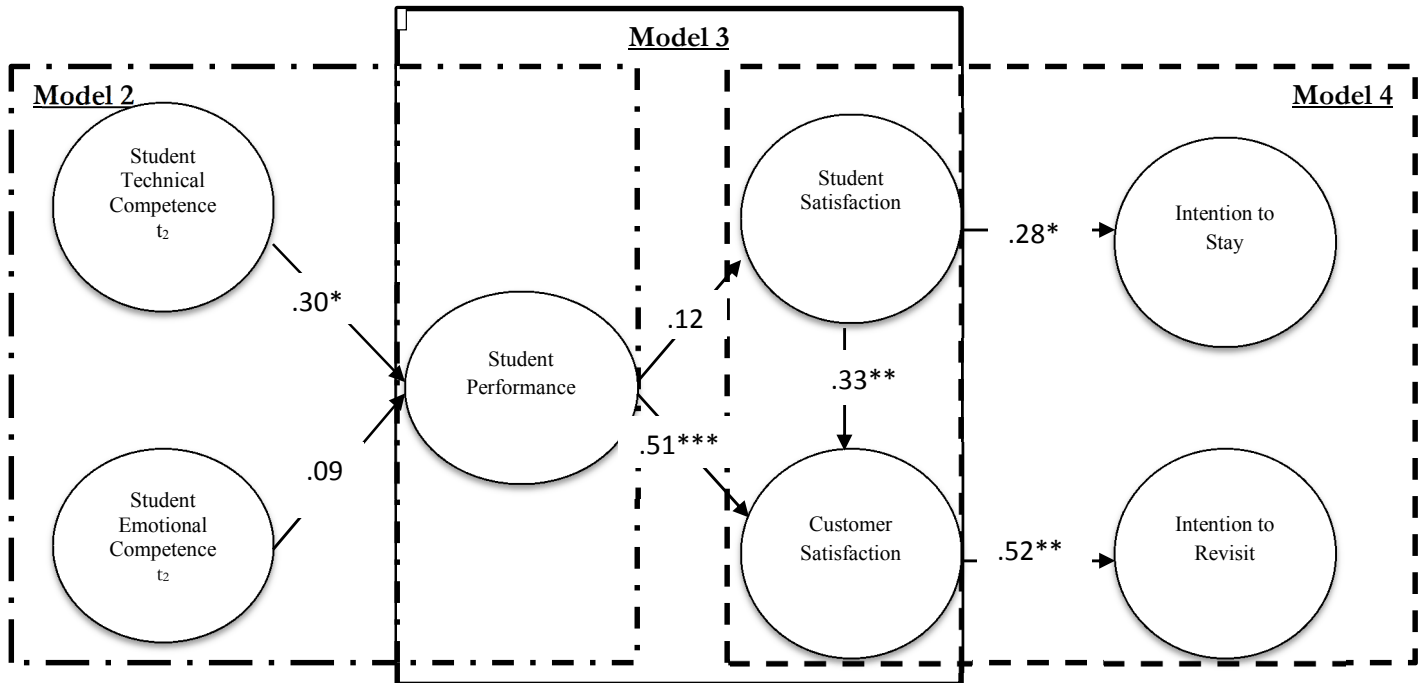 Model 3
Model 2
Model 4
Student
Technical
Competence
t₂
Student
Satisfaction
Intention to
Stay
.28*
.30*
.12
Student
Performance
.33**
.51***
.09
Student
Emotional
Competence
t₂
Customer
Satisfaction
.52**
Intention to
Revisit